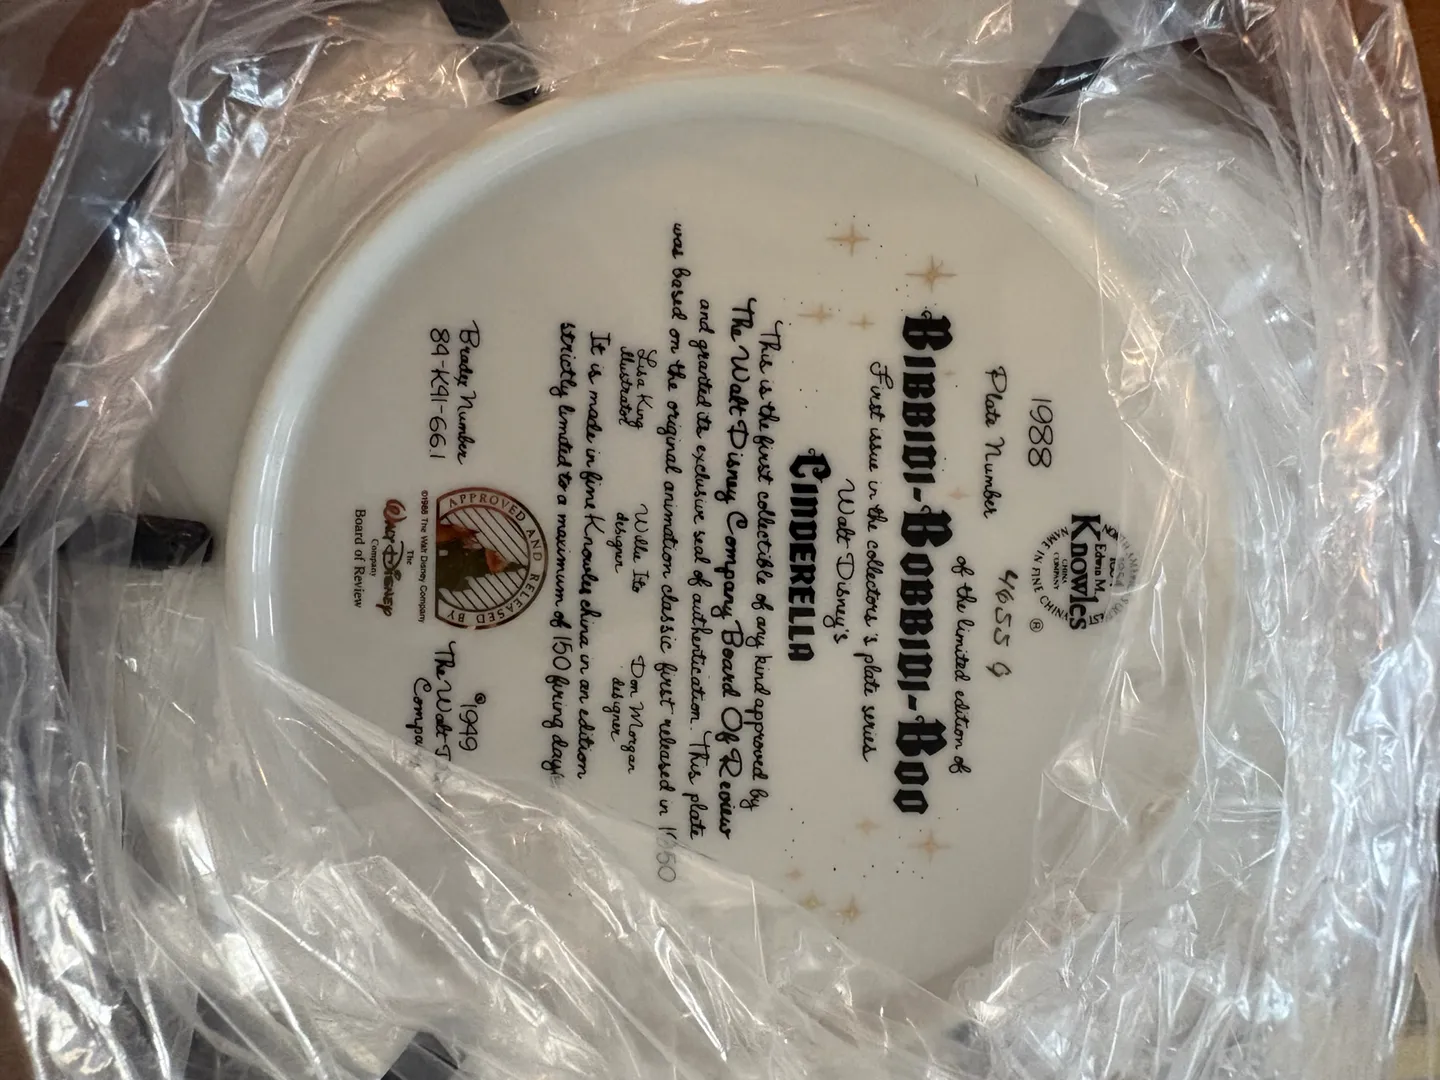 Edwin M.
Knowles
CHINA
COMPANY
MADE IN FINE CHINA
®
1988
Plate Number 4655 G
of the limited edition of
BIBBIDI-BOBBIDI-BOO
First issue in the collectors's plate series
Walt Disney's
CINDERELLA
This is the first collectible of any kind approved by
The Walt Disney Company Board Of Review
and granted its exclusive seal of authentication. This plate
was based on the original animation classic first released in 1950
Lisa King Willie Ito Don Morgan
illustrator designer designer
It is made in fine Knowles china in an edition
strictly limited to a maximum of 150 firing days
APPROVED AND RELEASED BY
©1988 The Walt Disney Company
The
Walt Disney
Company
Board of Review
Bradex Number
84-K41-66.1
©1949
The Walt